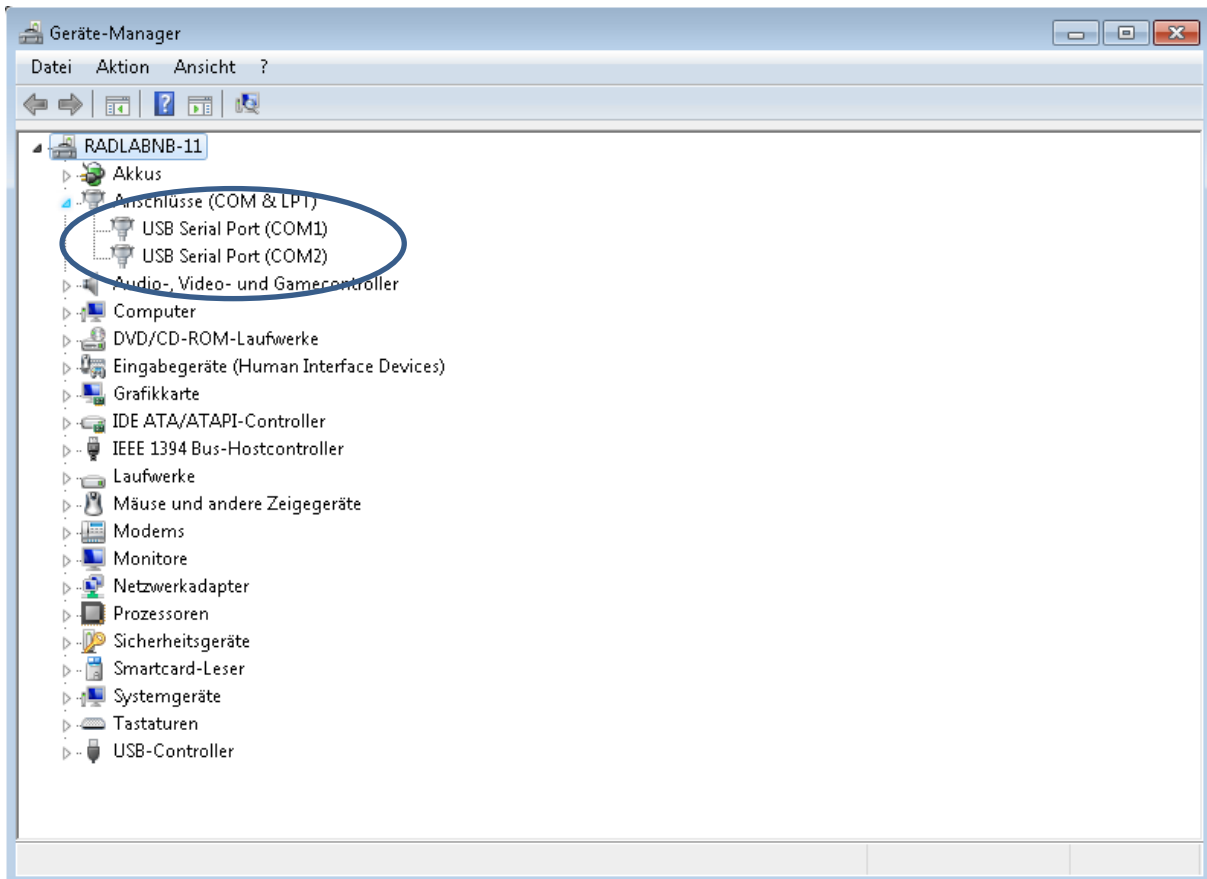 Geräte-Manager
Datei Aktion Ansicht ?
RADLABNB-11
Akkus
Anschlüsse (COM & LPT)
USB Serial Port (COM1)
USB Serial Port (COM2)
Audio-, Video- und Gamecontroller
Computer
DVD/CD-ROM-Laufwerke
Eingabegeräte (Human Interface Devices)
Grafikkarte
IDE ATA/ATAPI-Controller
IEEE 1394 Bus-Hostcontroller
Laufwerke
Mäuse und andere Zeigegeräte
Modems
Monitore
Netzwerkadapter
Prozessoren
Sicherheitsgeräte
Smartcard-Leser
Systemgeräte
Tastaturen
USB-Controller